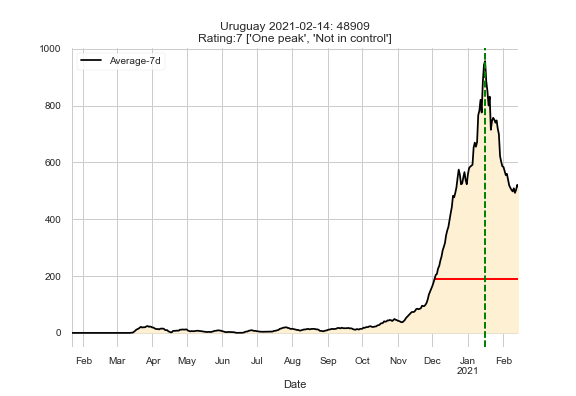 Uruguay 2021-02-14: 48909
Rating:7 ['One peak', 'Not in control']
Average-7d
1000
800
600
400
200
0
Feb Mar Apr May Jun Jul Aug Sep Oct Nov Dec Jan Feb
2021
Date